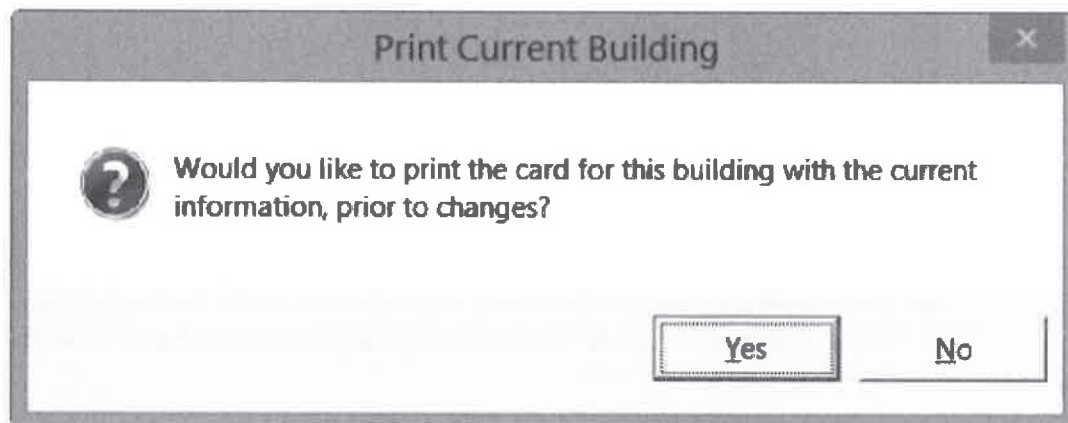 Print Current Building
Would you like to print the card for this building with the current
information, prior to changes?
Yes
No